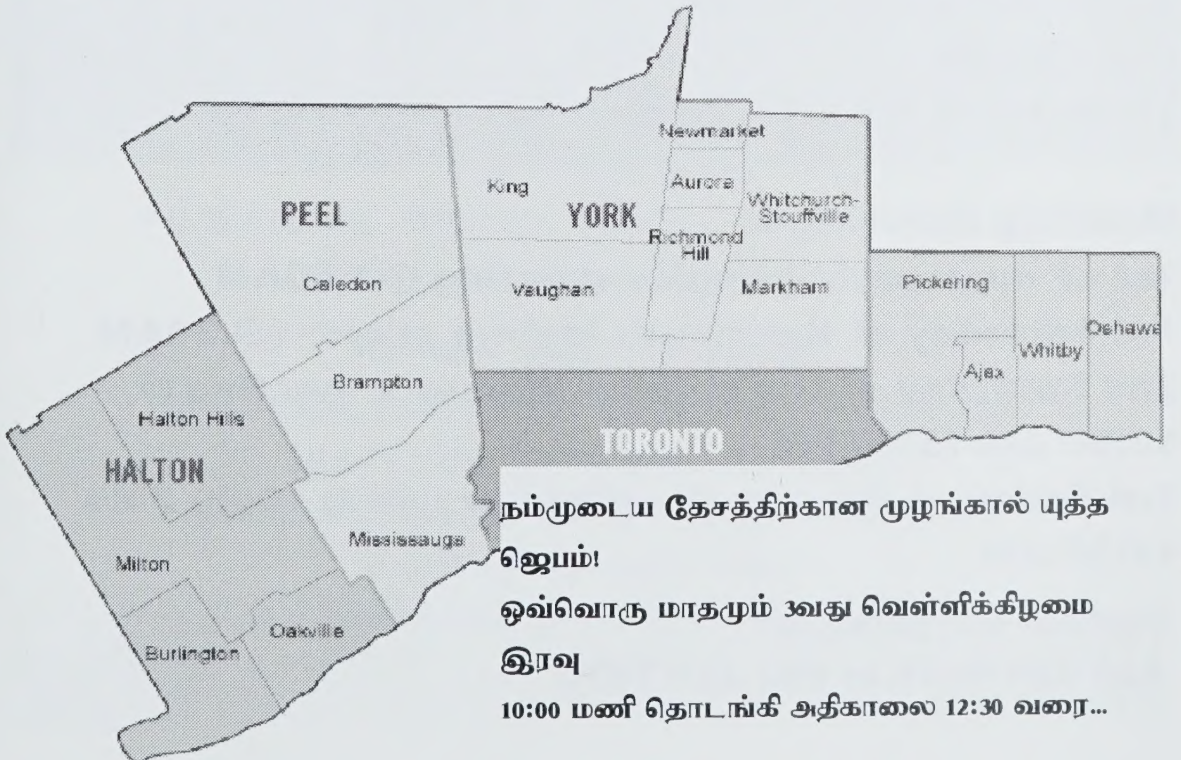 Newmarket
King
Aurora
PEEL
YORK
Whitchurch-
Stouffville
Richmond
Hill
Caledon
Vaughan
Markham
Pickering
Oshawa
Whitby
Ajax
Brampton
Halton Hills
TORONTO
HALTON
Mississauga
Milton
Oakville
Burlington
நம்முடைய தேசத்திற்கான முழங்கால் யுத்த
ஜெபம்!
ஒவ்வொரு மாதமும் 3வது வெள்ளிக்கிழமை
இரவு
10:00 மணி தொடங்கி அதிகாலை 12:30 வரை...